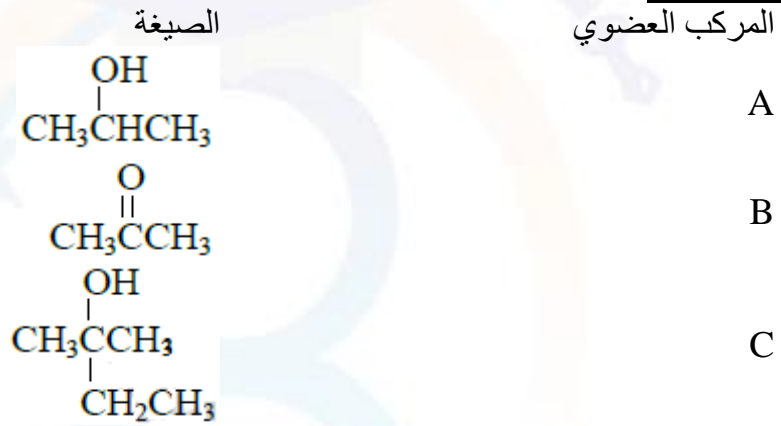 المركب العضوي الصيغة
A
OH
|
CH₃CHCH₃
B
O
||
CH₃CCH₃
C
OH
|
CH₃CCH₃
|
CH₂CH₃